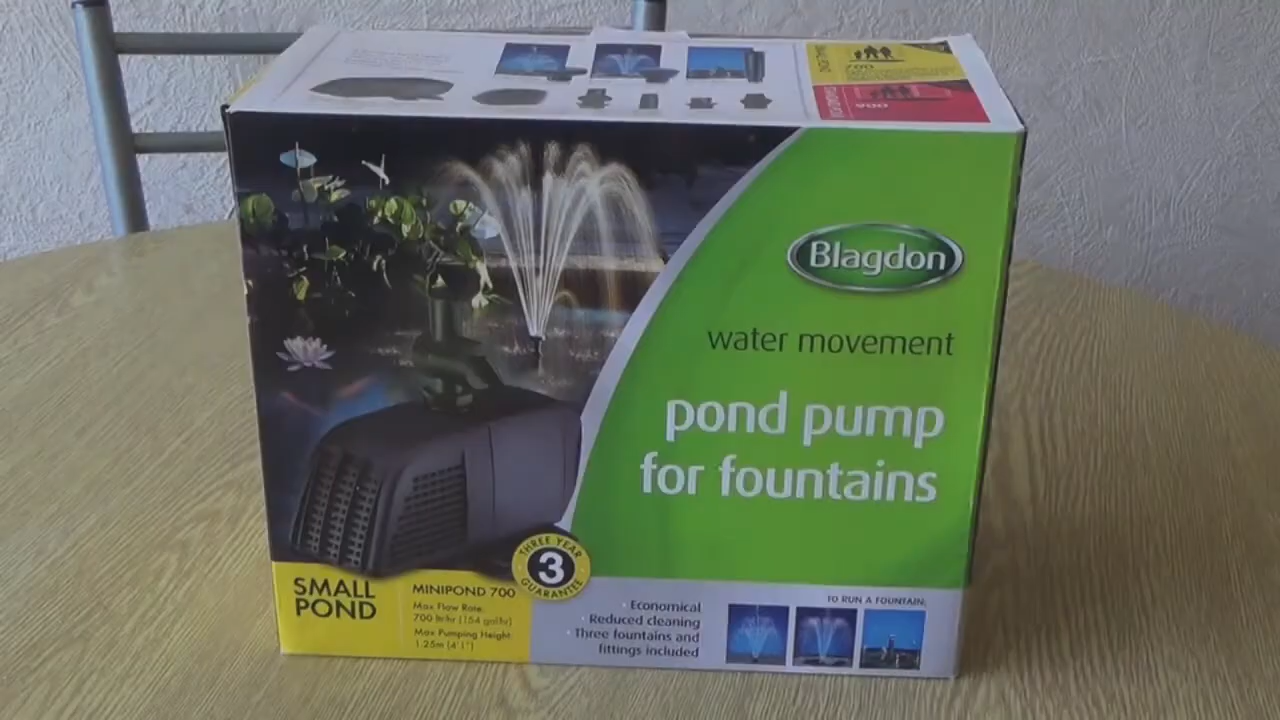 700
900
Blagdon
water movement
pond pump
for fountains
THREE YEAR
3
GUARANTEE
SMALL
POND
MINIPOND 700
Max Flow Rate:
700 ltr/hr (154 gal/hr)
Max Pumping Height:
1.25m (4'1")
· Economical
· Reduced cleaning
· Three fountains and
fittings included
TO RUN A FOUNTAIN: